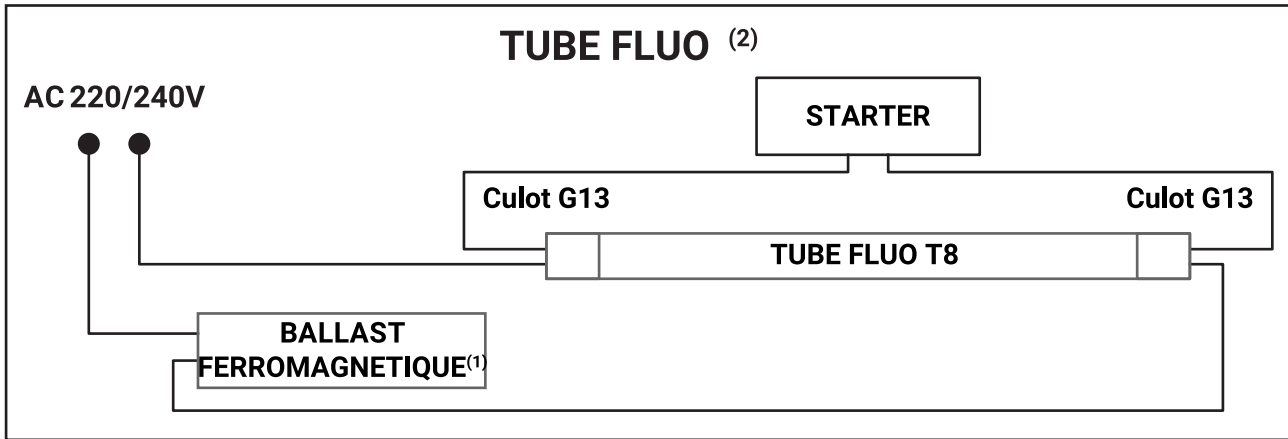 TUBE FLUO (2)
AC 220/240V
STARTER
Culot G13
Culot G13
TUBE FLUO T8
BALLAST
FERROMAGNETIQUE(1)